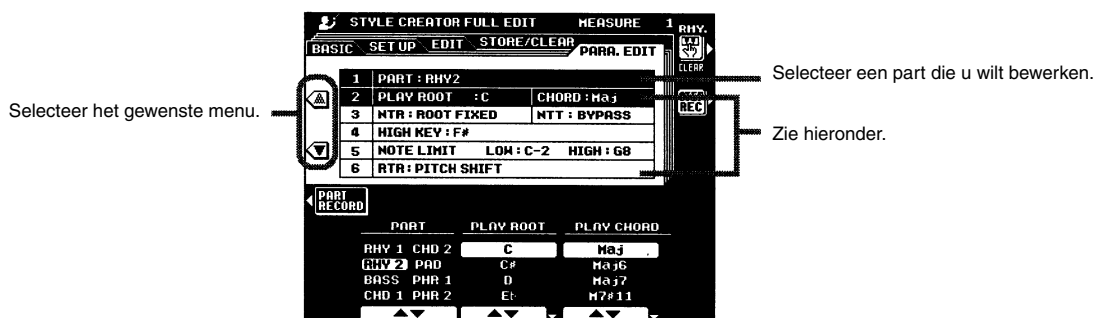 STYLE CREATOR FULL EDIT MEASURE 1
BASIC SET UP EDIT STORE/CLEAR PARA. EDIT
RHY.
CLEAR
REC
1 PART : RHY2
2 PLAY ROOT : C CHORD : Maj
3 NTR : ROOT FIXED NTT : BYPASS
4 HIGH KEY : F#
5 NOTE LIMIT LOW : C-2 HIGH : G8
6 RTR : PITCH SHIFT
Selecteer het gewenste menu.
Selecteer een part die u wilt bewerken.
Zie hieronder.
PART
RECORD
PART PLAY ROOT PLAY CHORD
RHY 1 CHD 2 C Maj
RHY 2 PAD C# Maj6
BASS PHR 1 D Maj7
CHD 1 PHR 2 E♭ M7#11